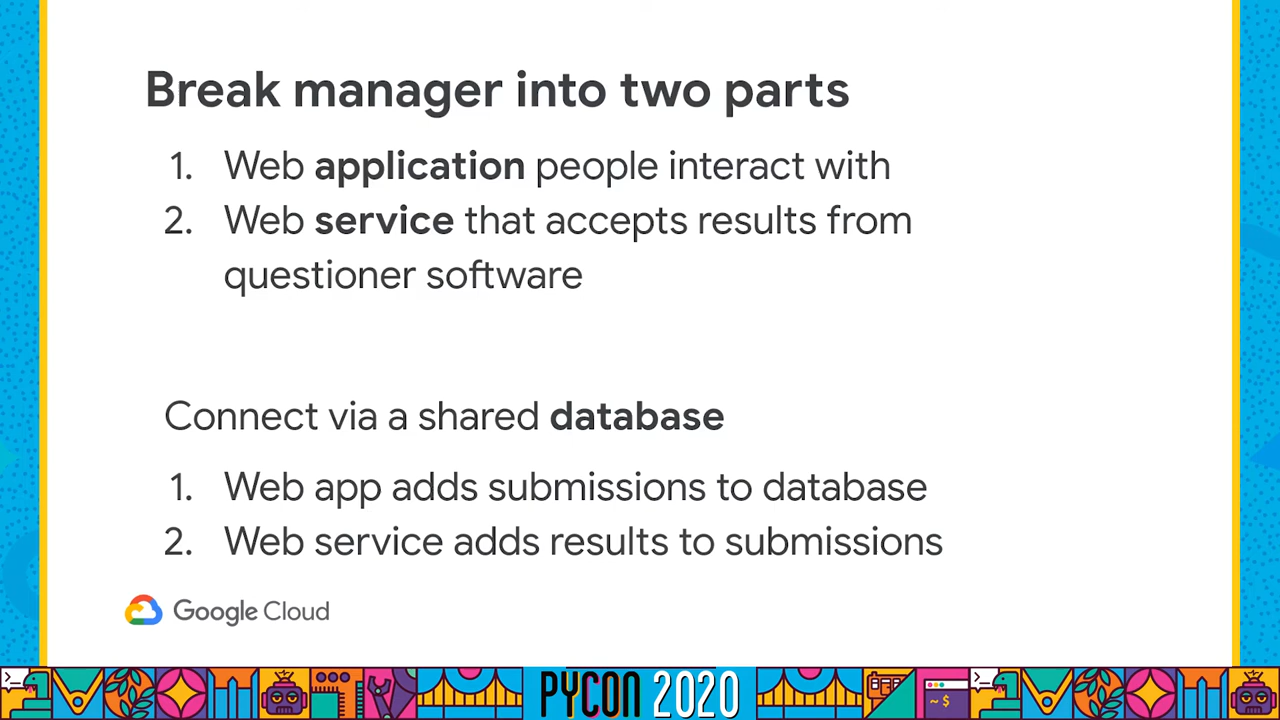 Break manager into two parts
1. Web application people interact with
2. Web service that accepts results from
questioner software
Connect via a shared database
1. Web app adds submissions to database
2. Web service adds results to submissions
Google Cloud
PYCON 2020
~$